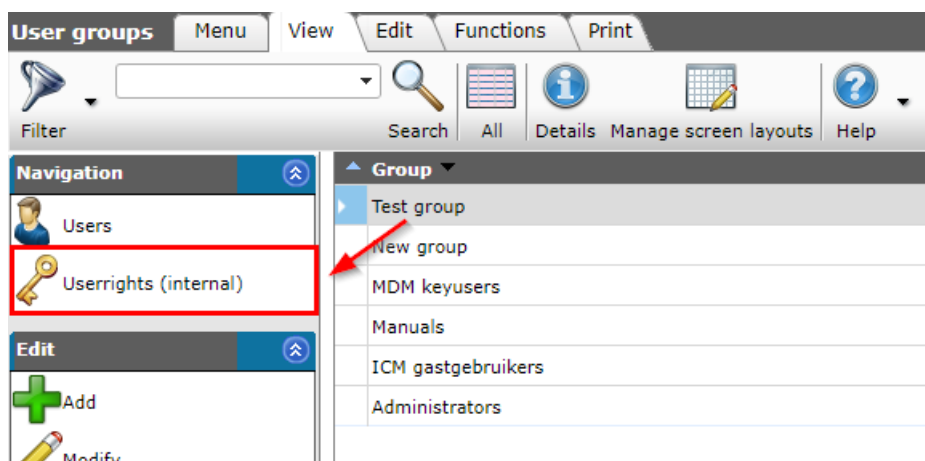 User groups Menu View Edit Functions Print
Filter Search All Details Manage screen layouts Help
Navigation
Users
Userrights (internal)
Edit
Add
Modify
Group
Test group
New group
MDM keyusers
Manuals
ICM gastgebruikers
Administrators